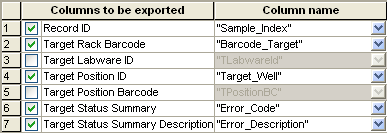 Columns to be exported Column name
1 Record ID "Sample_Index"
2 Target Rack Barcode "Barcode_Target"
3 Target Labware ID "TLabwareId"
4 Target Position ID "Target_Well"
5 Target Position Barcode "TPositionBC"
6 Target Status Summary "Error_Code"
7 Target Status Summary Description "Error_Description"